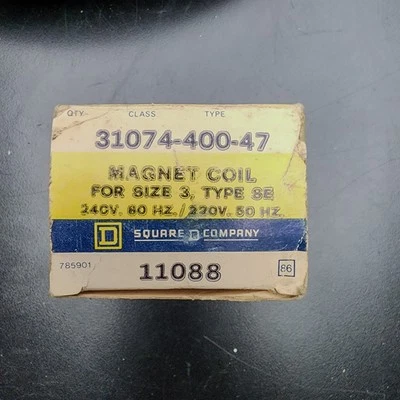 QTY. CLASS TYPE
31074-400-47
MAGNET COIL
FOR SIZE 3, TYPE SE
240V. 60 HZ./220V. 50 HZ.
D SQUARE D COMPANY
785901 11088 86